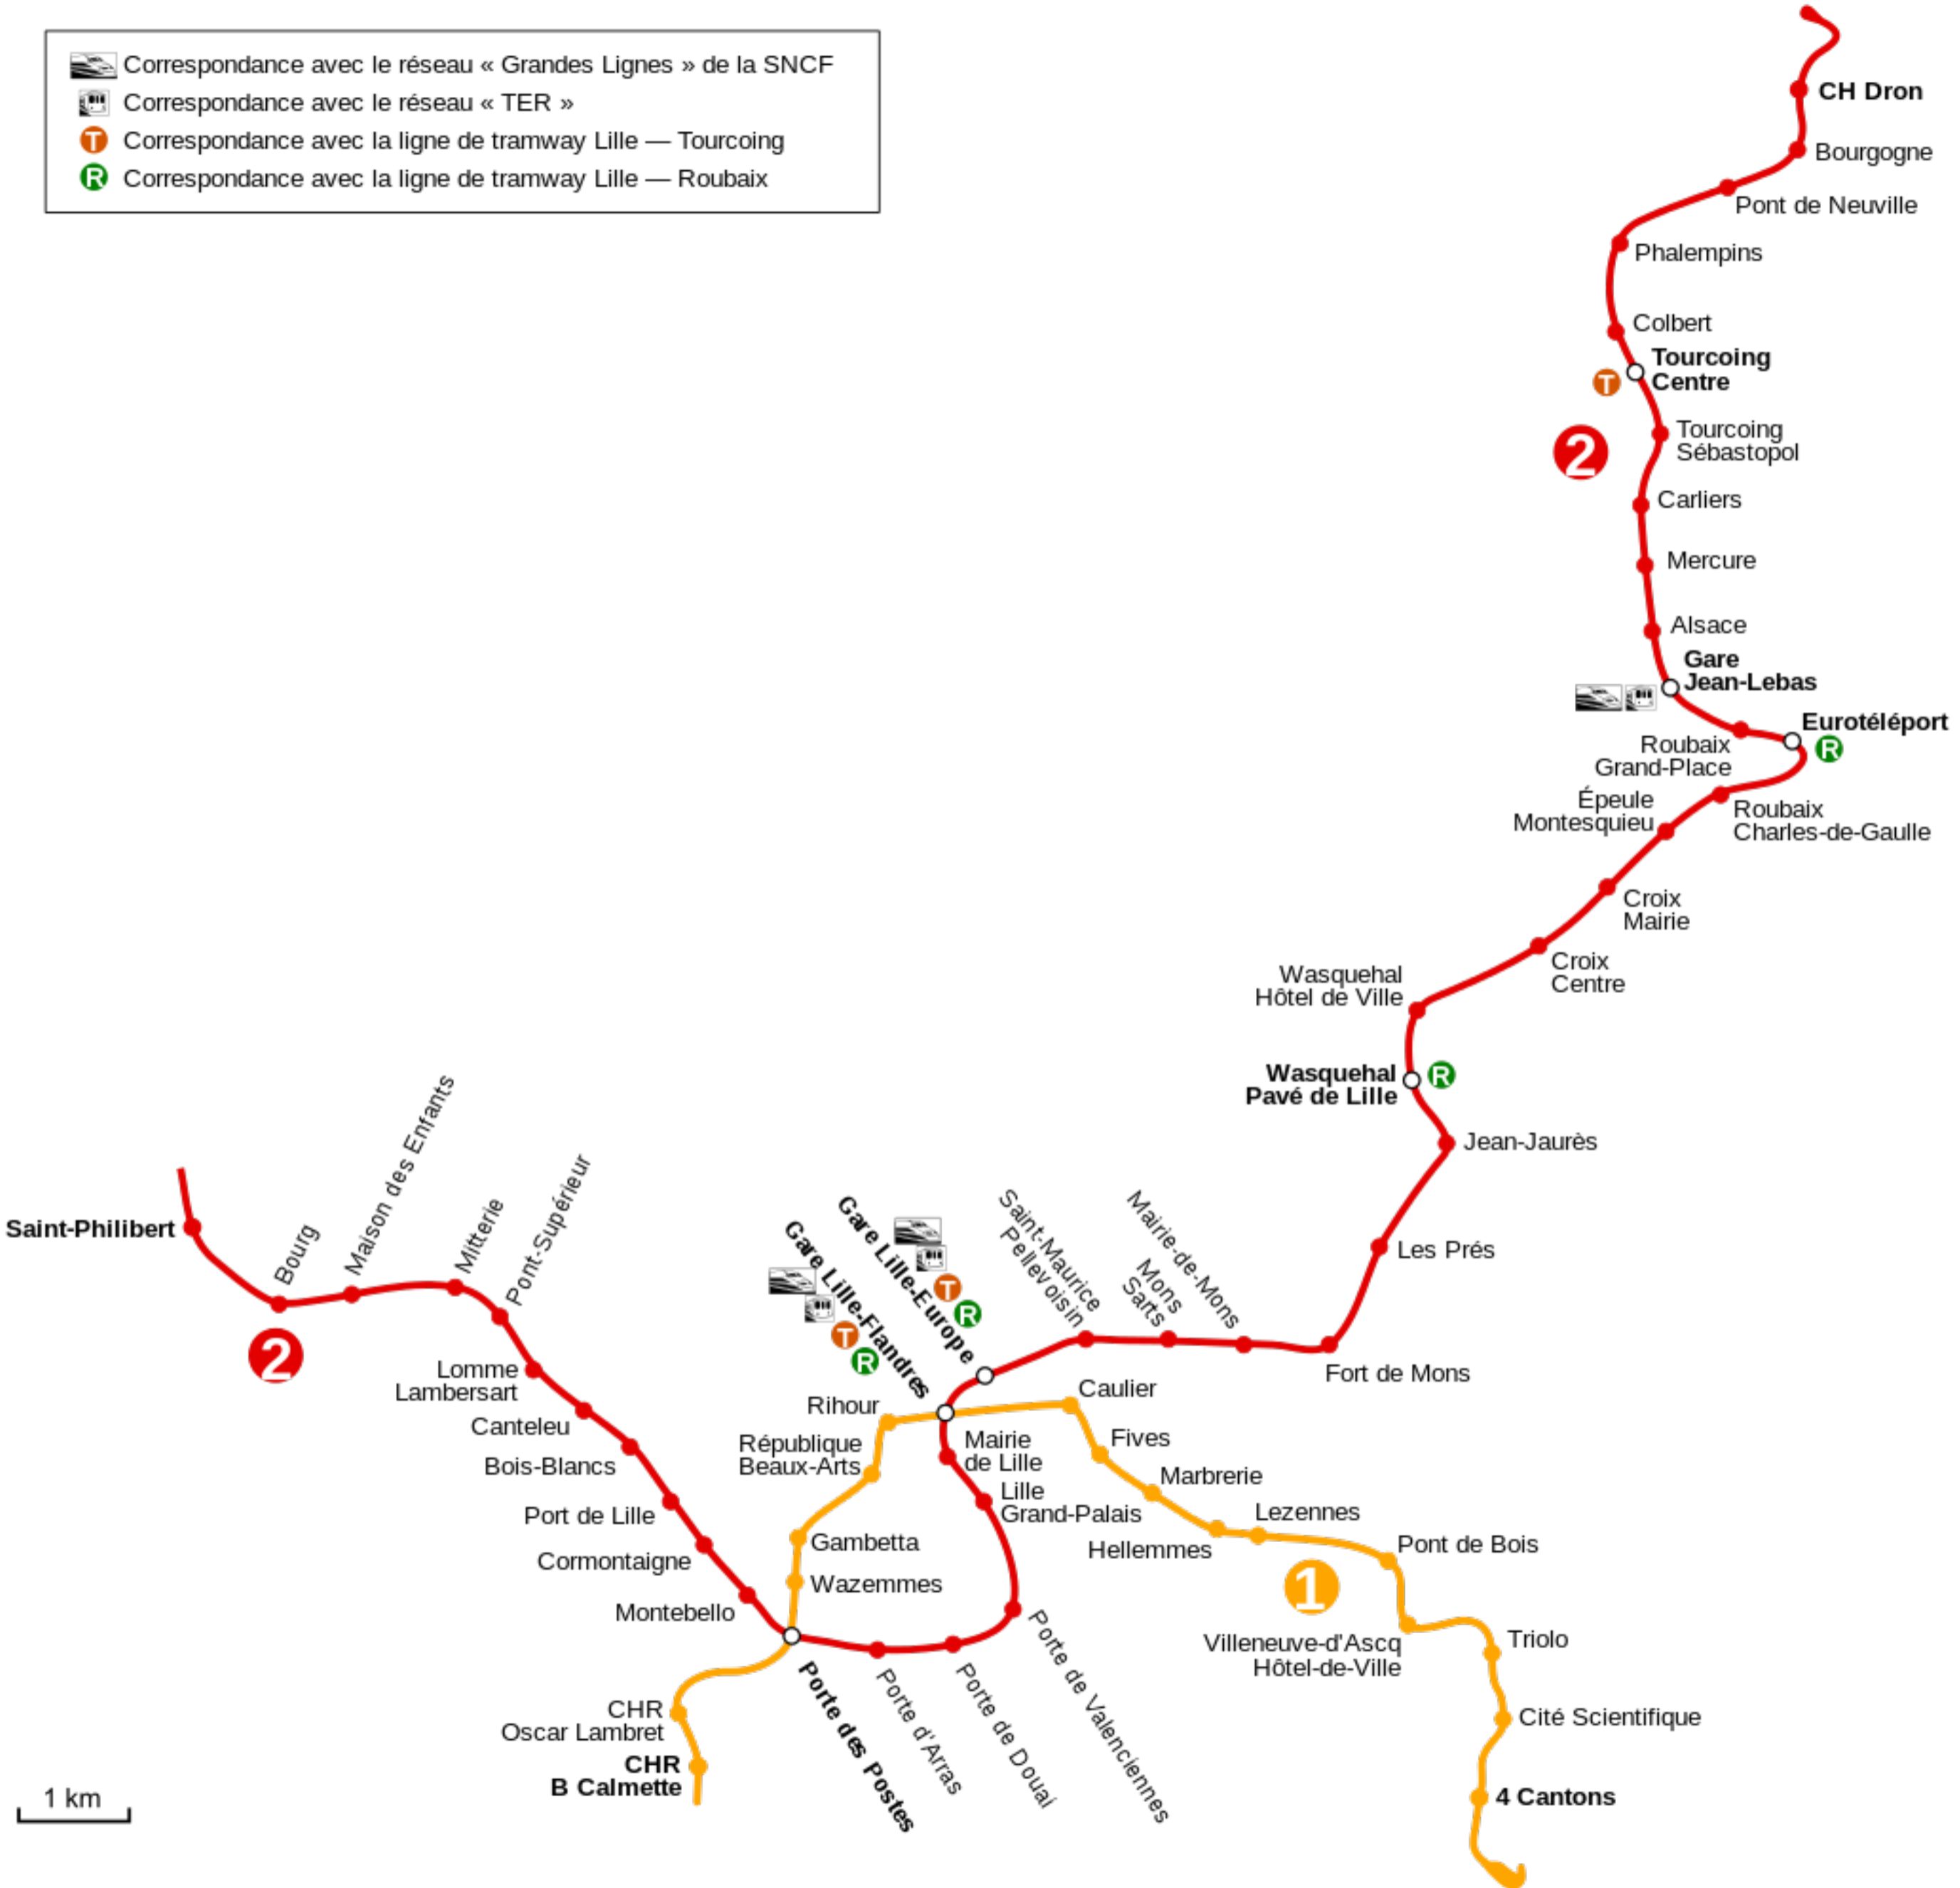 Correspondance avec le réseau « Grandes Lignes » de la SNCF
Correspondance avec le réseau « TER »
T Correspondance avec la ligne de tramway Lille — Tourcoing
R Correspondance avec la ligne de tramway Lille — Roubaix
CH Dron
Bourgogne
Pont de Neuville
Phalempins
Colbert
Tourcoing
Centre
T
Tourcoing
Sébastopol
2
Carliers
Mercure
Alsace
Gare
Jean-Lebas
Eurotéléport
R
Roubaix
Grand-Place
Épeule
Montesquieu
Roubaix
Charles-de-Gaulle
Croix
Mairie
Croix
Centre
Wasquehal
Hôtel de Ville
Wasquehal
Pavé de Lille
R
Jean-Jaurès
Les Prés
Fort de Mons
Mairie-de-Mons
Mons
Sarts
Saint-Maurice
Pellevoisin
Gare Lille-Europe
T
R
Gare Lille-Flandres
T
R
Saint-Philibert
Bourg
Maison des Enfants
Mitterie
Pont-Supérieur
2
Lomme
Lambersart
Canteleu
Bois-Blancs
Port de Lille
Cormontaigne
Montebello
Rihour
République
Beaux-Arts
Gambetta
Wazemmes
Mairie
de Lille
Lille
Grand-Palais
Caulier
Fives
Marbrerie
Hellemmes
Lezennes
Pont de Bois
1
Villeneuve-d'Ascq
Hôtel-de-Ville
Triolo
Cité Scientifique
4 Cantons
Porte des Postes
Porte d'Arras
Porte de Douai
Porte de Valenciennes
CHR
Oscar Lambret
CHR
B Calmette
1 km